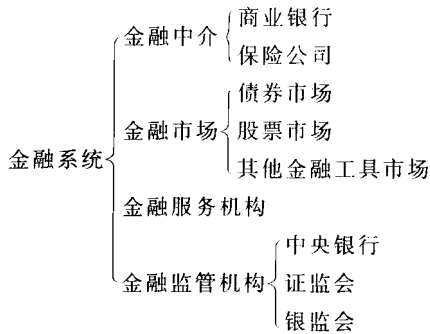 金融系统
金融中介
商业银行
保险公司
金融市场
债券市场
股票市场
其他金融工具市场
金融服务机构
金融监管机构
中央银行
证监会
银监会